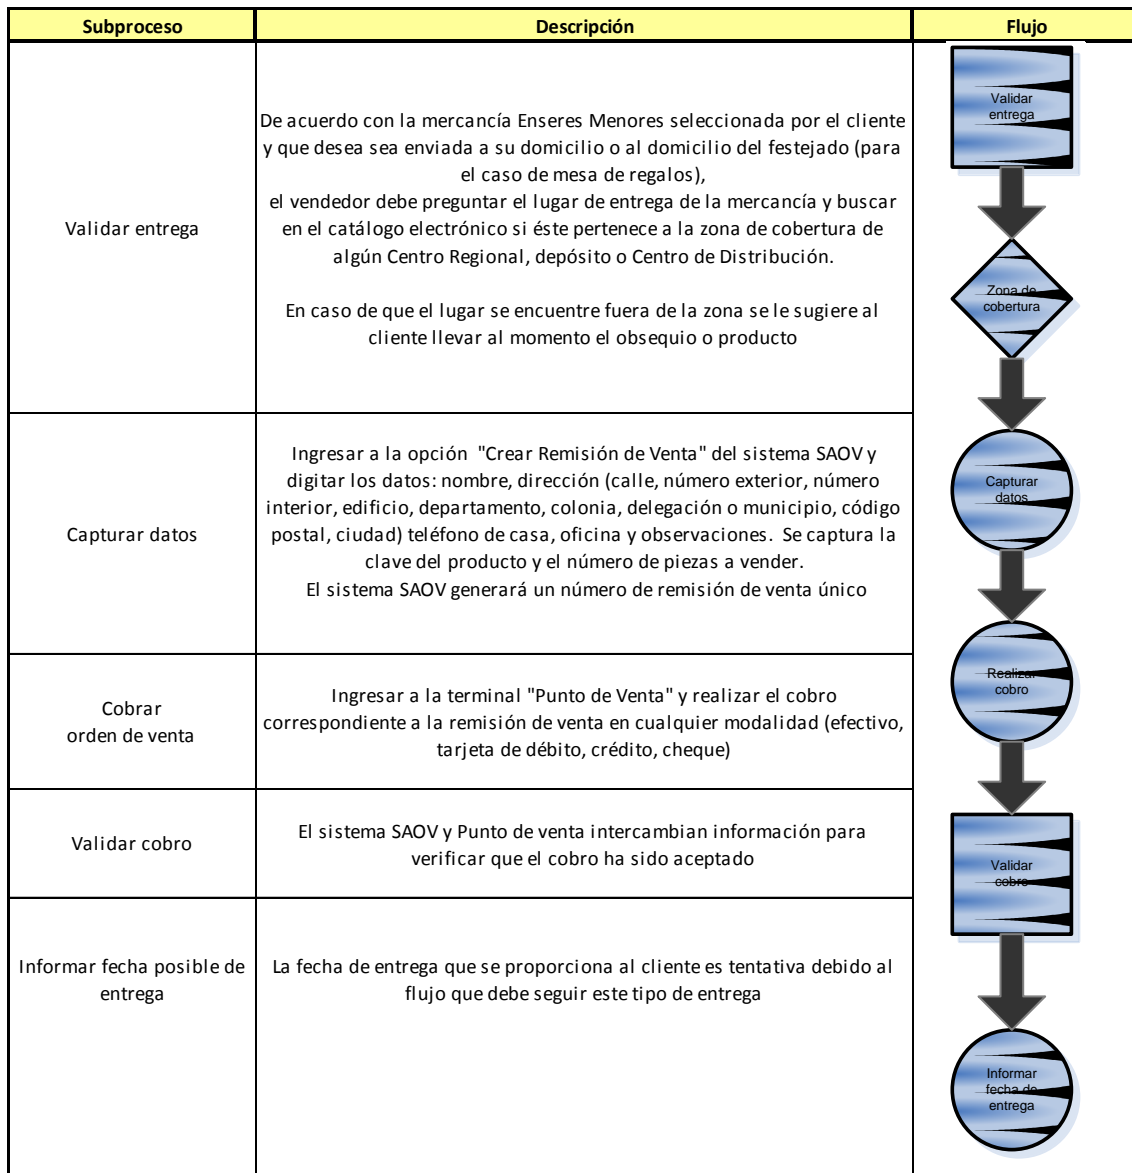 Subproceso
Descripción
Flujo
Validar entrega
De acuerdo con la mercancía Enseres Menores seleccionada por el cliente
y que desea sea enviada a su domicilio o al domicilio del festejado (para
el caso de mesa de regalos),
el vendedor debe preguntar el lugar de entrega de la mercancía y buscar
en el catálogo electrónico si éste pertenece a la zona de cobertura de
algún Centro Regional, depósito o Centro de Distribución.
En caso de que el lugar se encuentre fuera de la zona se le sugiere al
cliente llevar al momento el obsequio o producto
Validar
entrega
Zona de
cobertura
Capturar datos
Ingresar a la opción "Crear Remisión de Venta" del sistema SAOV y
digitar los datos: nombre, dirección (calle, número exterior, número
interior, edificio, departamento, colonia, delegación o municipio, código
postal, ciudad) teléfono de casa, oficina y observaciones. Se captura la
clave del producto y el número de piezas a vender.
El sistema SAOV generará un número de remisión de venta único
Capturar
datos
Cobrar
orden de venta
Ingresar a la terminal "Punto de Venta" y realizar el cobro
correspondiente a la remisión de venta en cualquier modalidad (efectivo,
tarjeta de débito, crédito, cheque)
Realizar
cobro
Validar cobro
El sistema SAOV y Punto de venta intercambian información para
verificar que el cobro ha sido aceptado
Validar
cobro
Informar fecha posible de
entrega
La fecha de entrega que se proporciona al cliente es tentativa debido al
flujo que debe seguir este tipo de entrega
Informar
fecha de
entrega